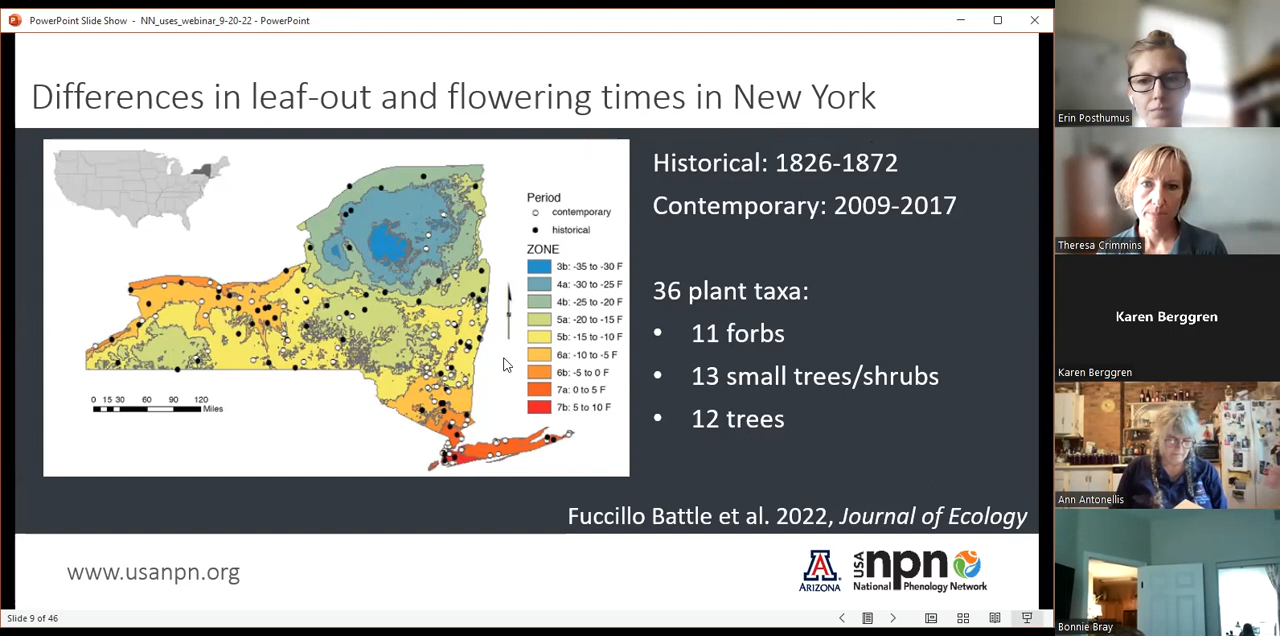 PowerPoint Slide Show - NN_uses_webinar_9-20-22 - PowerPoint
Differences in leaf-out and flowering times in New York
Period
contemporary
historical
ZONE
3b: -35 to -30 F
4a: -30 to -25 F
4b: -25 to -20 F
5a: -20 to -15 F
5b: -15 to -10 F
6a: -10 to -5 F
6b: -5 to 0 F
7a: 0 to 5 F
7b: 5 to 10 F
0 15 30 60 90 120
Miles
Historical: 1826-1872
Contemporary: 2009-2017
36 plant taxa:
• 11 forbs
• 13 small trees/shrubs
• 12 trees
Fuccillo Battle et al. 2022, Journal of Ecology
www.usanpn.org
A
ARIZONA
USA npn
National Phenology Network
Slide 9 of 46
Erin Posthumus
Theresa Crimmins
Karen Berggren
Karen Berggren
Ann Antonellis
Bonnie Bray